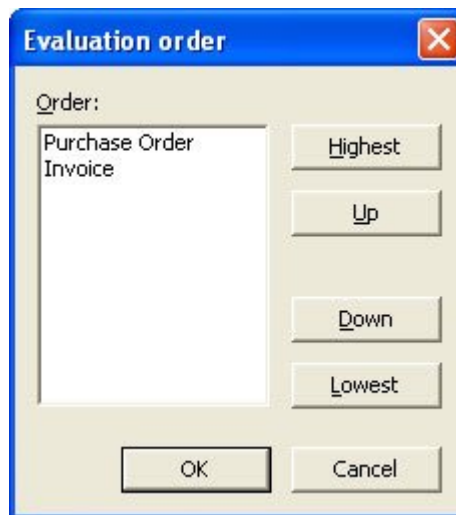 Evaluation order
Order:
Purchase Order
Invoice
Highest
Up
Down
Lowest
OK
Cancel